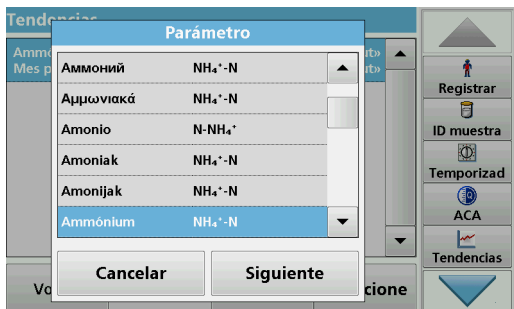 Tendencias
Parámetro
Ammó
Mes p
Аммоний NH₄⁺-N
Αμμωνιακά NH₄⁺-N
Amonio N-NH₄⁺
Amoniak NH₄⁺-N
Amonijak NH₄⁺-N
Ammónium NH₄⁺-N
Cancelar Siguiente
Vo
cione
Registrar
ID muestra
Temporizad
ACA
Tendencias